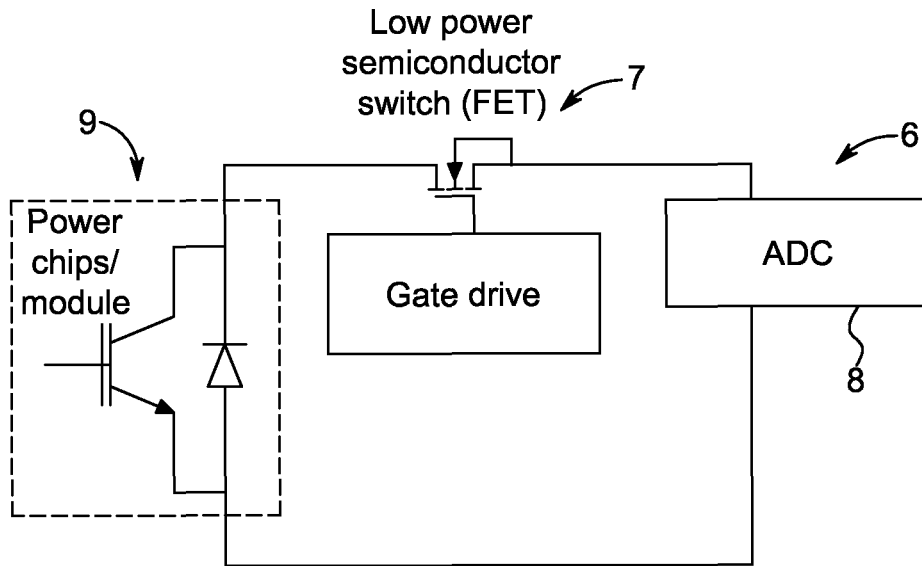 Low power
semiconductor
switch (FET)
7
9
6
Power
chips/
module
Gate drive
ADC
8